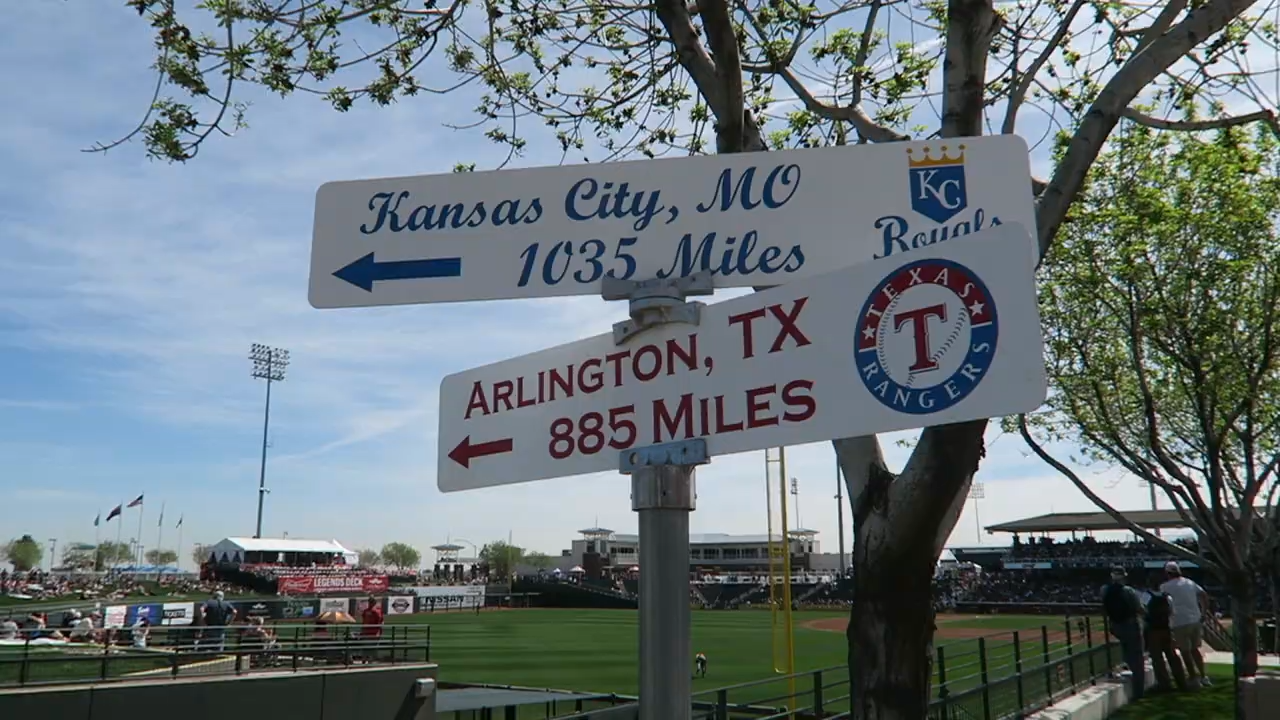 Kansas City, MO
1035 Miles
KC
Royals
ARLINGTON, TX
885 MILES
TEXAS
T
RANGERS
LEGENDS DECK
NISSAN